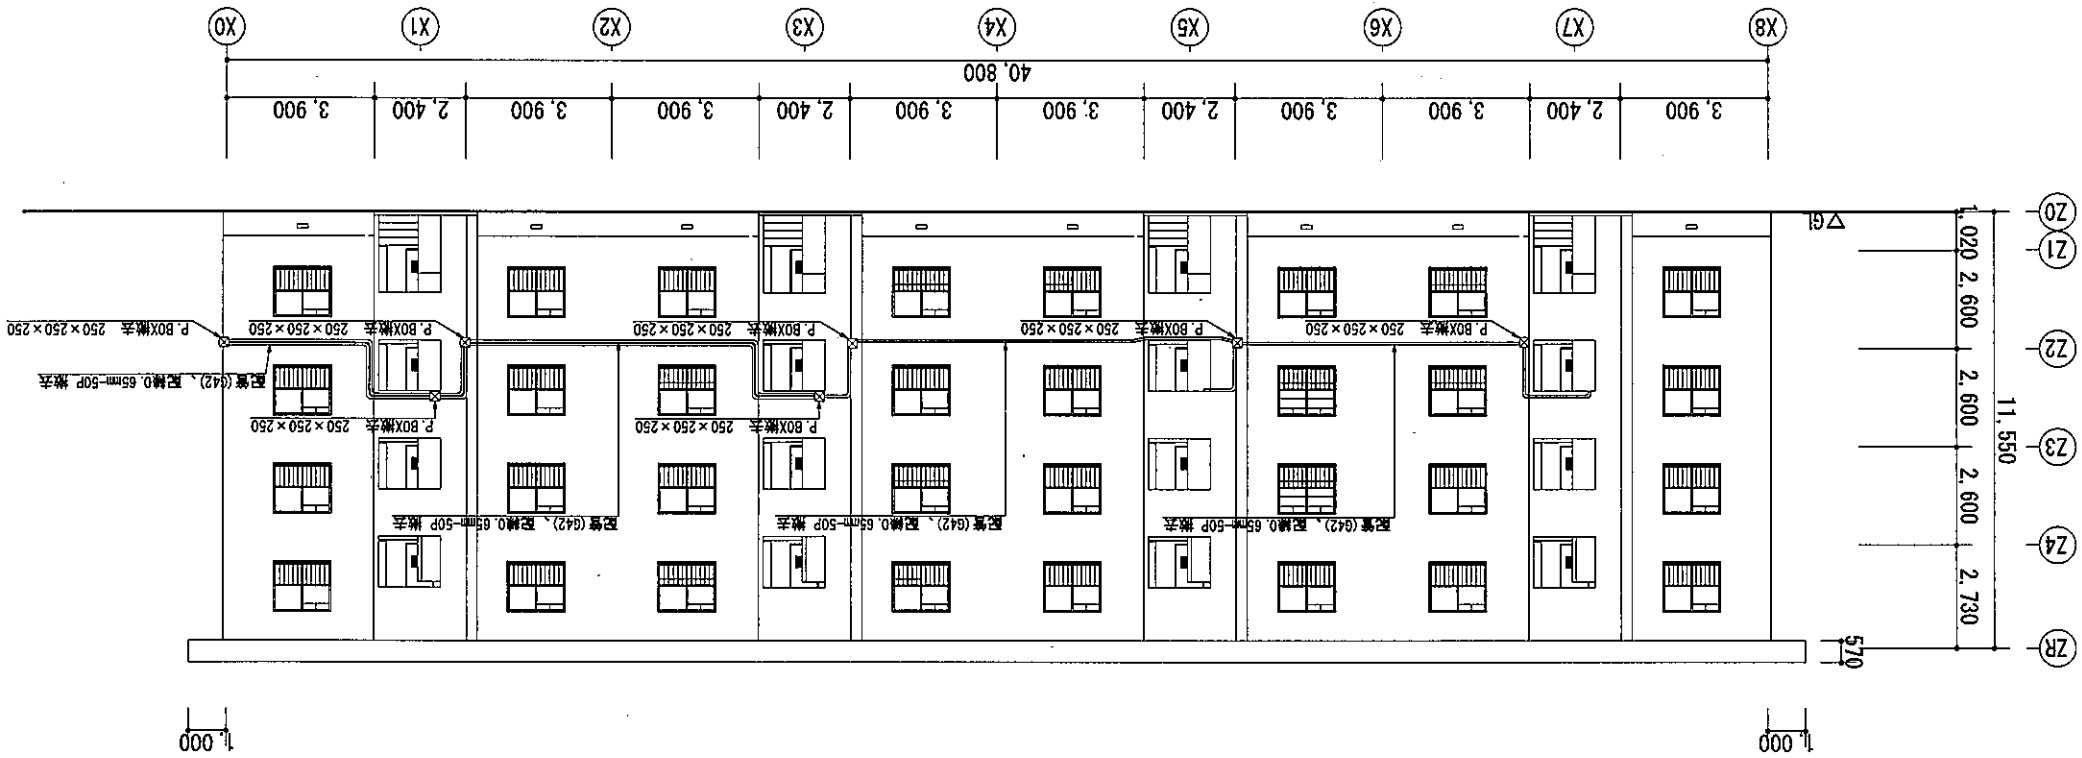 1,000
1,000
ZR
570
2,730
Z4
2,600
Z3
11,550
2,600
Z2
2,600
Z1
1,020
Z0
▽GL
配管(G42)、配線0.65mm-50P 撤去
配管(G42)、配線0.65mm-50P 撤去
配管(G42)、配線0.65mm-50P 撤去
P.BOX撤去 250×250×250
P.BOX撤去 250×250×250
配管(G42)、配線0.65mm-50P 撤去
P.BOX撤去 250×250×250
P.BOX撤去 250×250×250
P.BOX撤去 250×250×250
P.BOX撤去 250×250×250
P.BOX撤去 250×250×250
3,900 2,400 3,900 3,900 2,400 3,900 3,900 2,400 3,900 3,900 2,400 3,900
40,800
X8 X7 X6 X5 X4 X3 X2 X1 X0